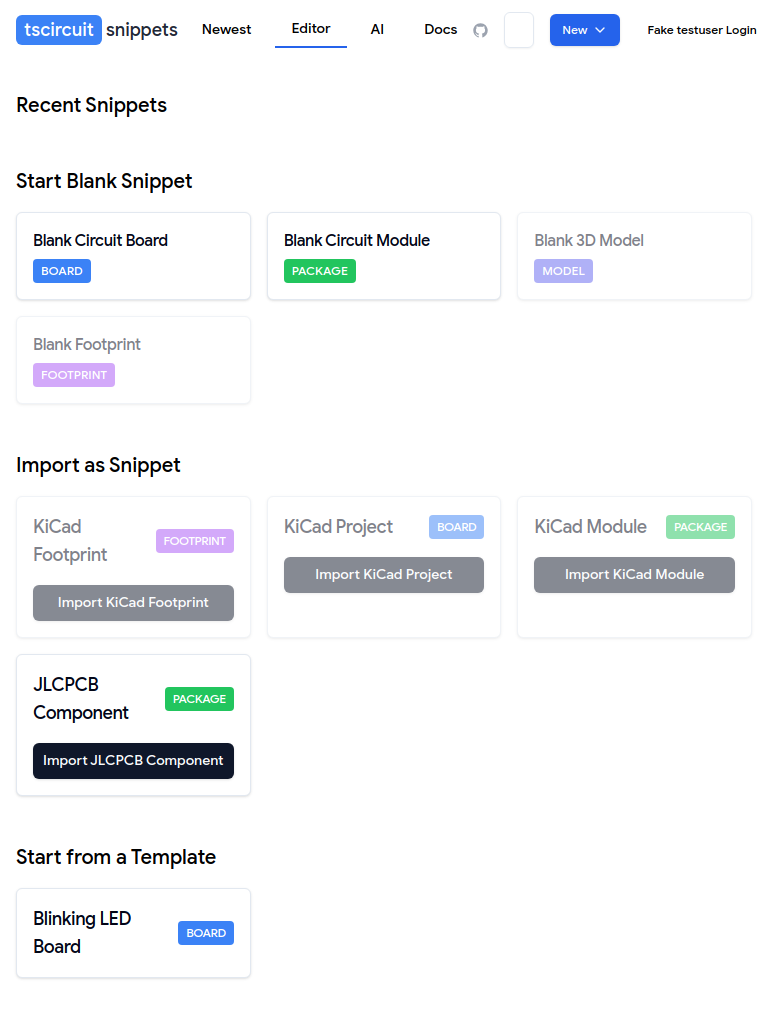 tscircuit snippets Newest Editor AI Docs New Fake testuser Login
Recent Snippets
Start Blank Snippet
Blank Circuit Board
BOARD
Blank Circuit Module
PACKAGE
Blank 3D Model
MODEL
Blank Footprint
FOOTPRINT
Import as Snippet
KiCad
Footprint
FOOTPRINT
Import KiCad Footprint
KiCad Project
BOARD
Import KiCad Project
KiCad Module
PACKAGE
Import KiCad Module
JLCPCB
Component
PACKAGE
Import JLCPCB Component
Start from a Template
Blinking LED
Board
BOARD